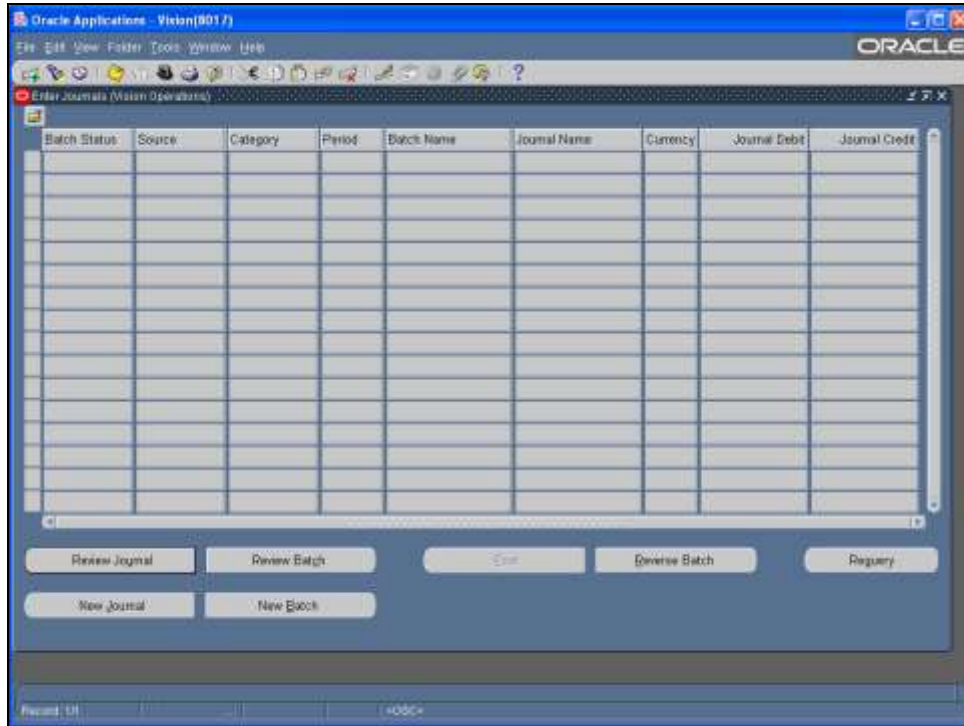 Oracle Applications - Vision(8017)
File Edit View Folder Tools Window Help
ORACLE
Enter Journals (Vision Operations)
Batch Status Source Category Period Batch Name Journal Name Currency Journal Debit Journal Credit
Review Journal Review Batch Post Reverse Batch Requery
New Journal New Batch
Record: 1/1 <OSC>